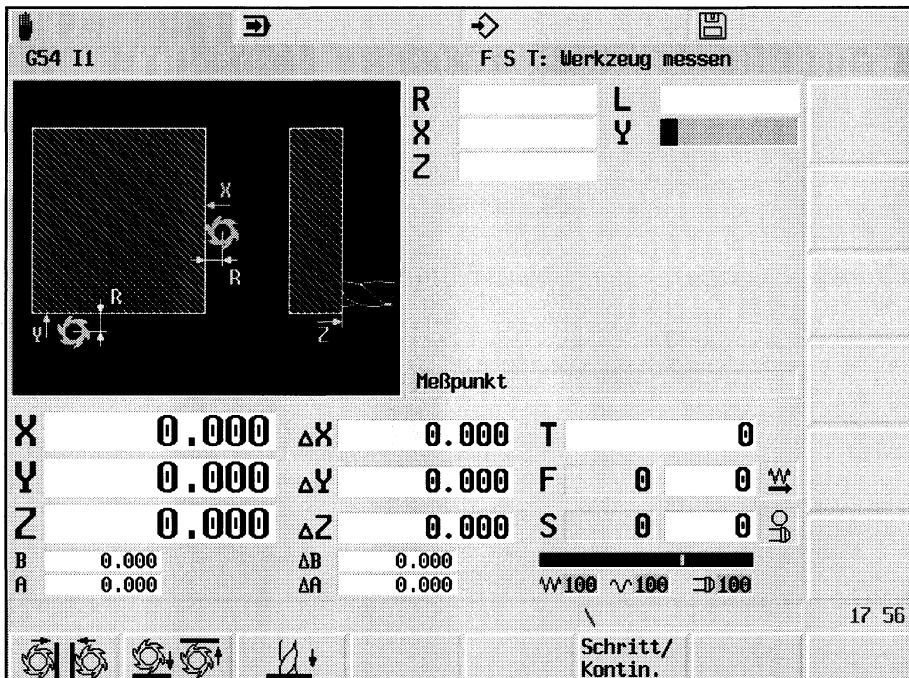 G54 I1
F S T: Werkzeug messen
R L
X Y
Z
X
R
R
Y
Z
Meßpunkt
X 0.000 ΔX 0.000 T 0
Y 0.000 ΔY 0.000 F 0 0
Z 0.000 ΔZ 0.000 S 0 0
B 0.000 ΔB 0.000
A 0.000 ΔA 0.000 100 100 100
17 56
Schritt/
Kontin.